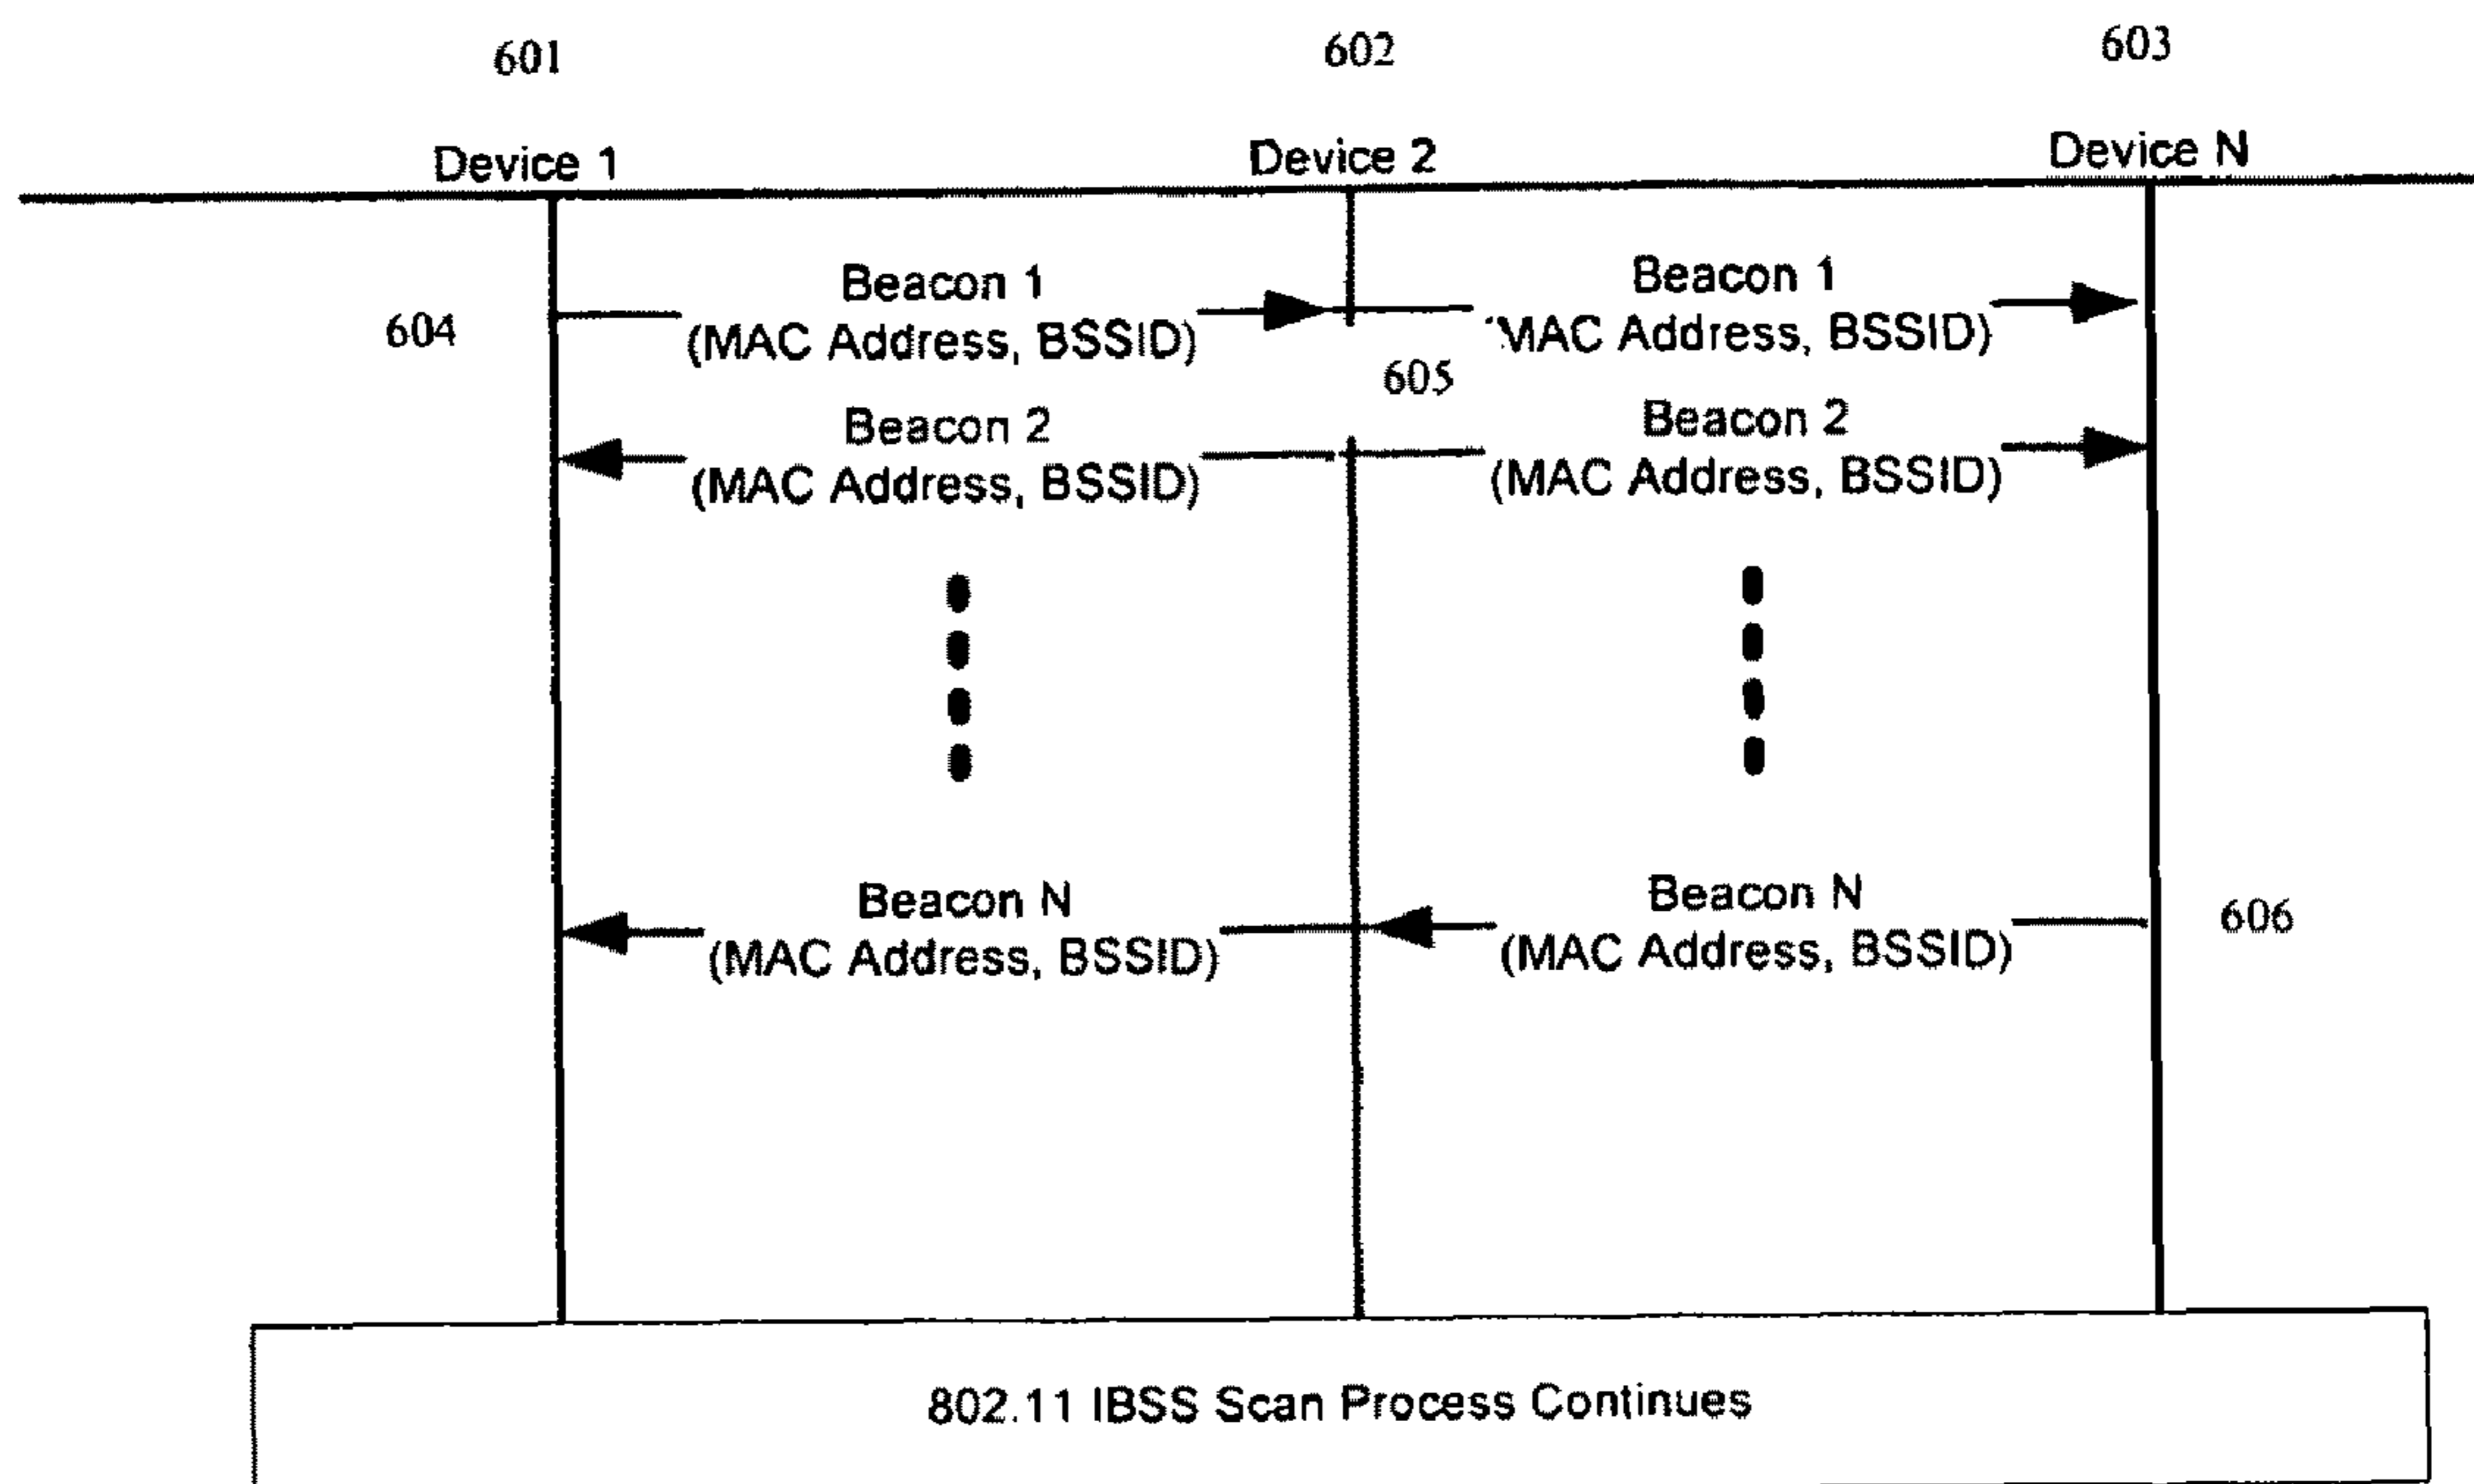 601
602
603
Device 1
Device 2
Device N
Beacon 1
(MAC Address, BSSID)
Beacon 1
MAC Address, BSSID)
604
605
Beacon 2
(MAC Address, BSSID)
Beacon 2
(MAC Address, BSSID)
Beacon N
(MAC Address, BSSID)
Beacon N
(MAC Address, BSSID)
606
802.11 IBSS Scan Process Continues